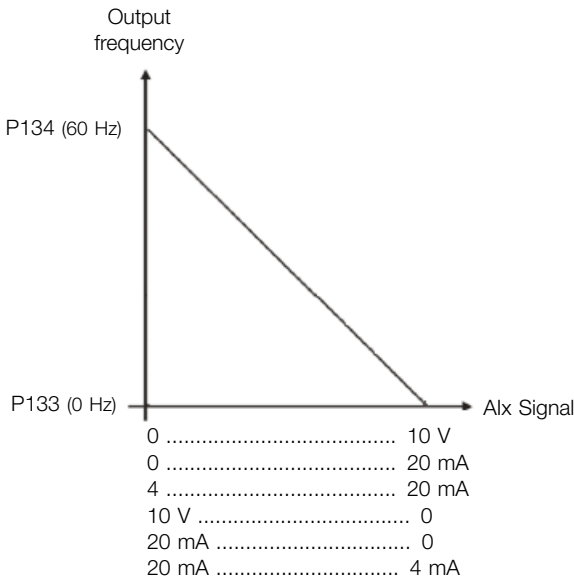 Output
frequency
P134 (60 Hz)
P133 (0 Hz)
AIx Signal
0 ....................................... 10 V
0 ....................................... 20 mA
4 ....................................... 20 mA
10 V .................................... 0
20 mA ................................. 0
20 mA ............................... 4 mA